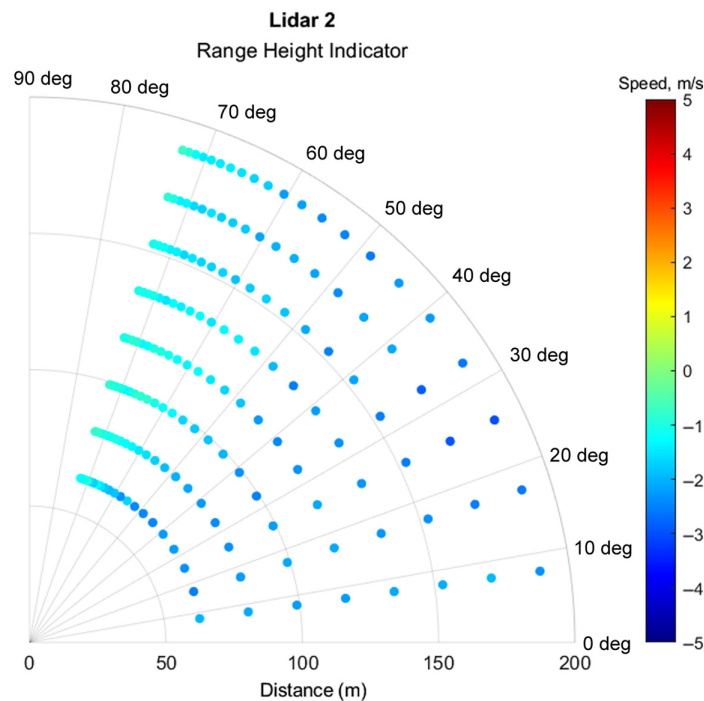 Lidar 2
Range Height Indicator
90 deg
80 deg
70 deg
60 deg
50 deg
40 deg
30 deg
20 deg
10 deg
0 deg
0 50 100 150 200
Distance (m)
Speed, m/s
5
4
3
2
1
0
−1
−2
−3
−4
−5